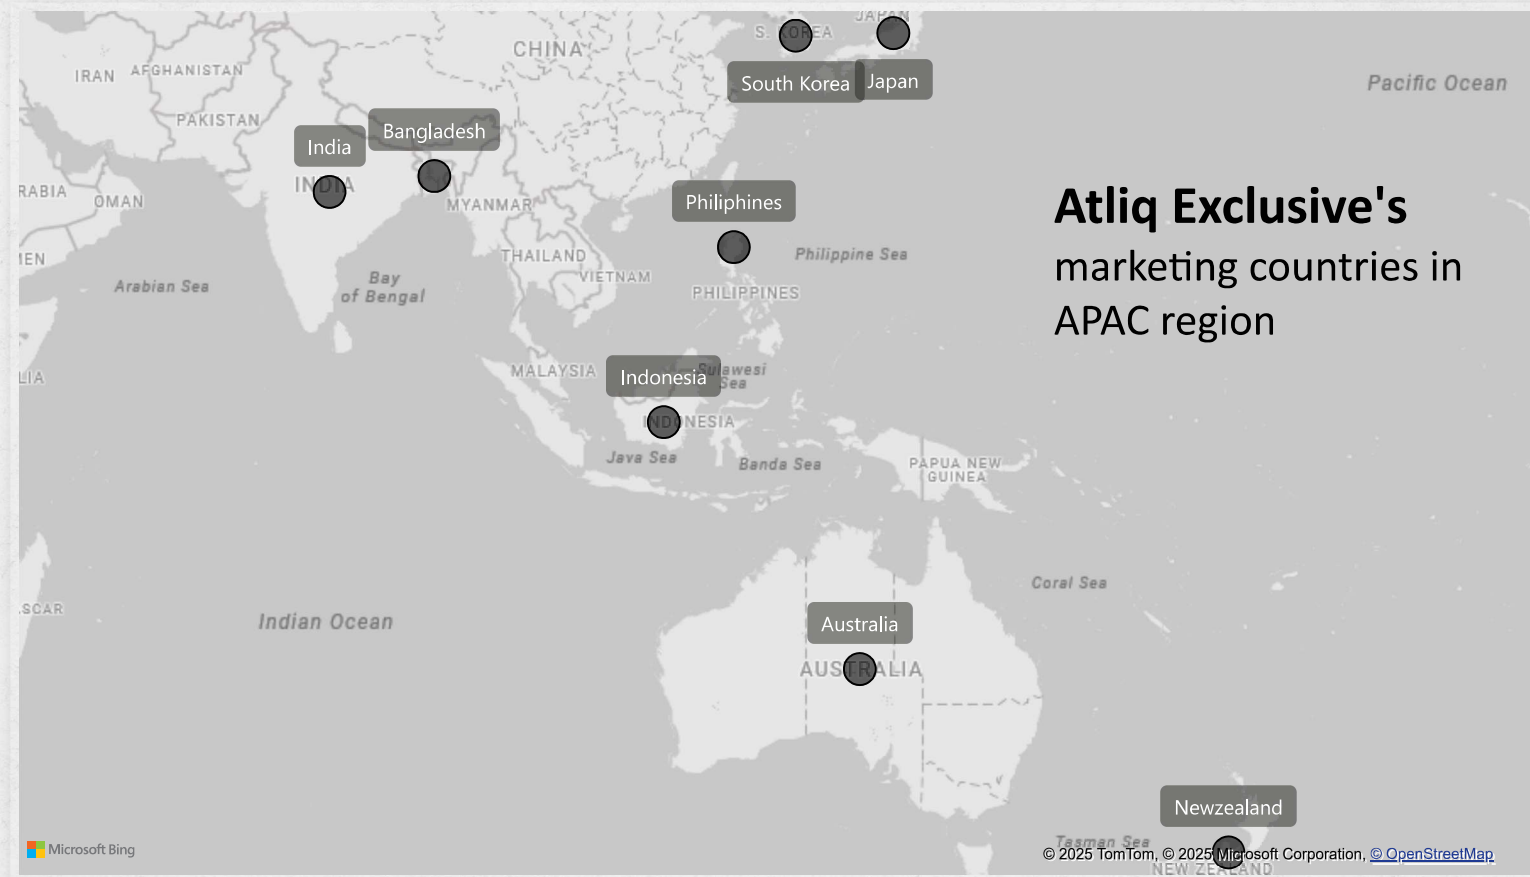 JAPAN
S. KOREA
CHINA
IRAN
AFGHANISTAN
South Korea
Japan
Pacific Ocean
PAKISTAN
Bangladesh
India
INDIA
RABIA
OMAN
MYANMAR
Philiphines
Atliq Exclusive's
marketing countries in
APAC region
MEN
THAILAND
Philippine Sea
Arabian Sea
Bay
of Bengal
VIETNAM
PHILIPPINES
LIA
MALAYSIA
Indonesia
Sulawesi
Sea
INDONESIA
Java Sea
Banda Sea
PAPUA NEW
GUINEA
Coral Sea
SCAR
Indian Ocean
Australia
AUSTRALIA
Newzealand
Tasman Sea
Microsoft Bing
© 2025 TomTom, © 2025 Microsoft Corporation, © OpenStreetMap
NEW ZEALAND